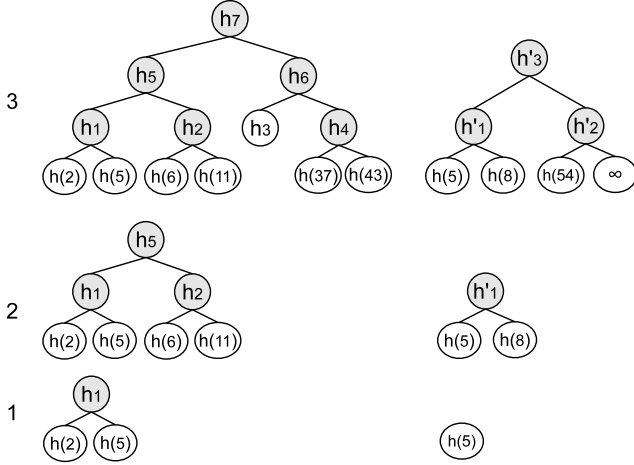 h7
h5 h6 h'3
3
h1 h2 h3 h4 h'1 h'2
h(2) h(5) h(6) h(11) h(37) h(43) h(5) h(8) h(54) ∞
h5
h1 h2 h'1
2
h(2) h(5) h(6) h(11) h(5) h(8)
h1
1
h(2) h(5) h(5)